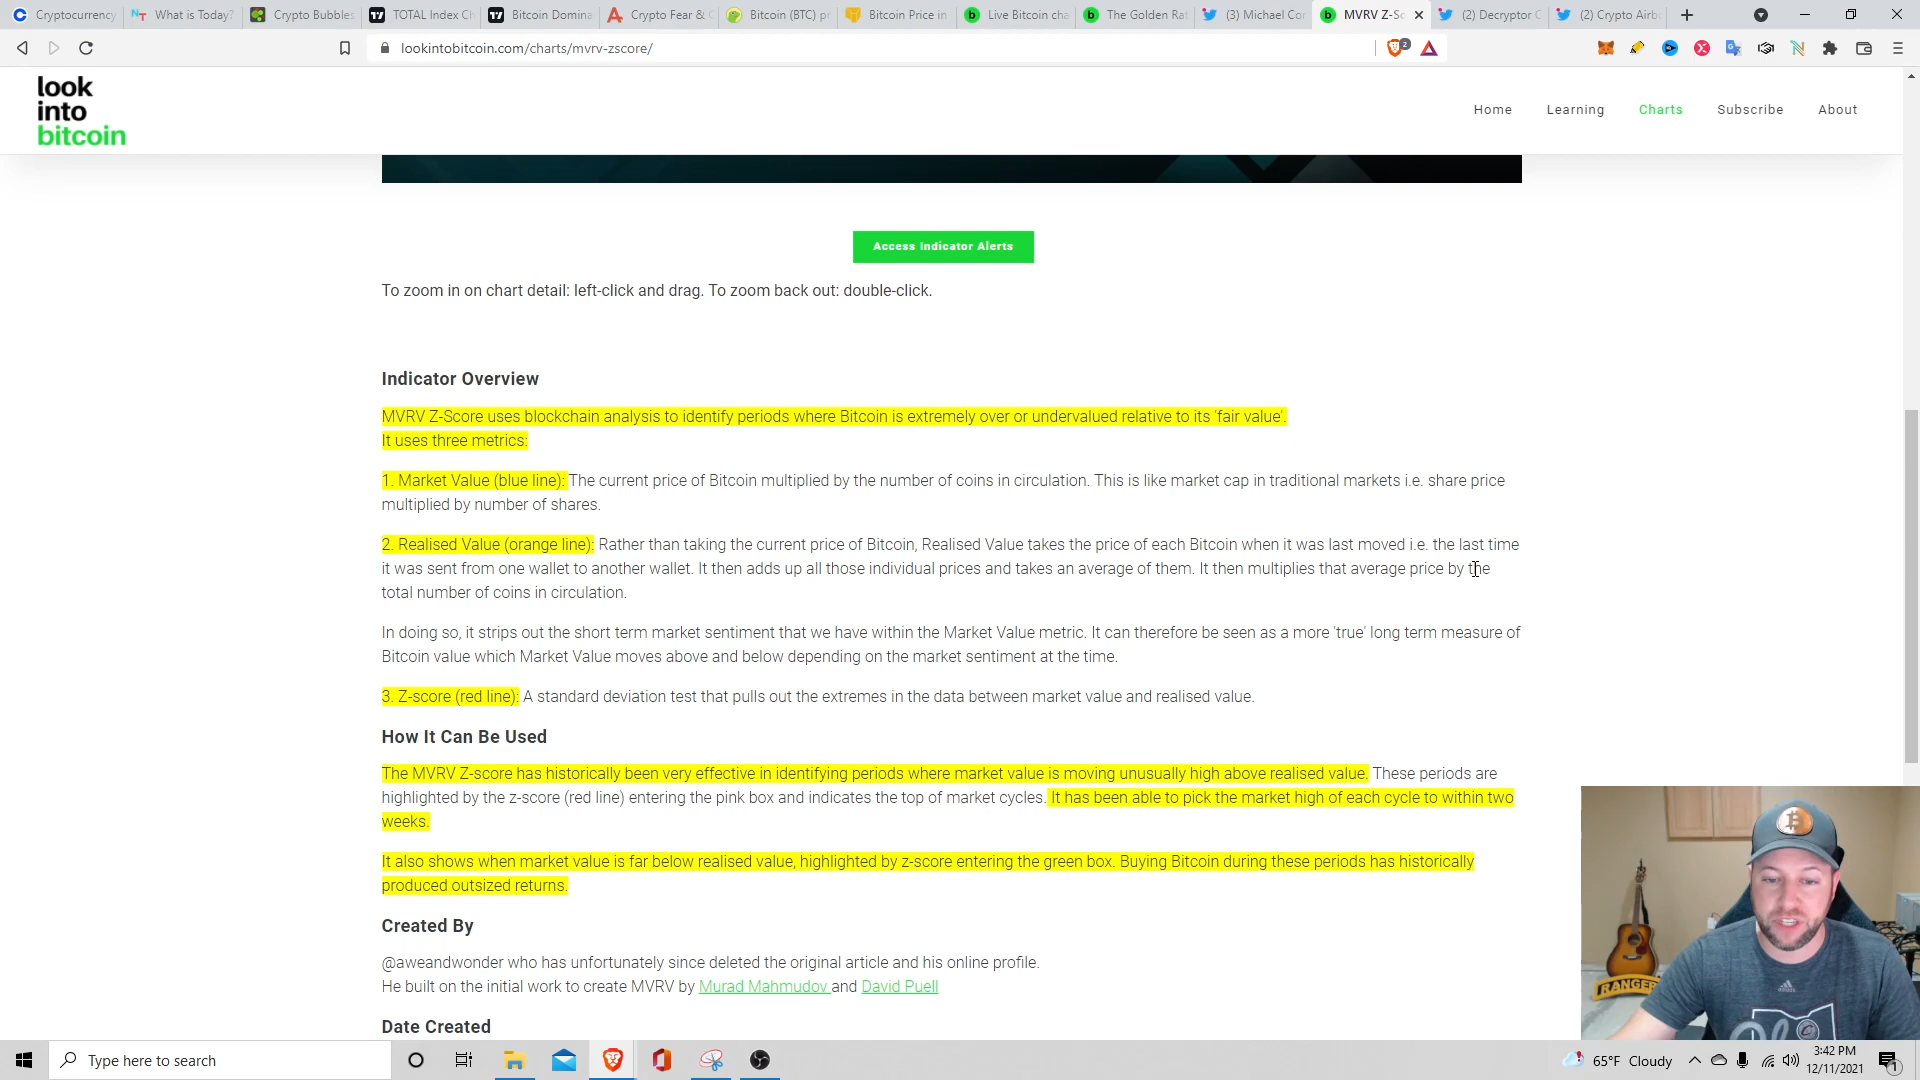 Cryptocurrency
What is Today?
Crypto Bubbles
TOTAL Index Ch
Bitcoin Domina
Crypto Fear & G
Bitcoin (BTC) pr
Bitcoin Price in
Live Bitcoin cha
The Golden Rat
(3) Michael Cor
MVRV Z-Sc
(2) Decryptor C
(2) Crypto Airb
lookintobitcoin.com/charts/mvrv-zscore/
2
look
into
bitcoin
Home Learning Charts Subscribe About
Access Indicator Alerts
To zoom in on chart detail: left-click and drag. To zoom back out: double-click.
Indicator Overview
MVRV Z-Score uses blockchain analysis to identify periods where Bitcoin is extremely over or undervalued relative to its 'fair value'.
It uses three metrics:
1. Market Value (blue line): The current price of Bitcoin multiplied by the number of coins in circulation. This is like market cap in traditional markets i.e. share price
multiplied by number of shares.
2. Realised Value (orange line): Rather than taking the current price of Bitcoin, Realised Value takes the price of each Bitcoin when it was last moved i.e. the last time
it was sent from one wallet to another wallet. It then adds up all those individual prices and takes an average of them. It then multiplies that average price by the
total number of coins in circulation.
In doing so, it strips out the short term market sentiment that we have within the Market Value metric. It can therefore be seen as a more 'true' long term measure of
Bitcoin value which Market Value moves above and below depending on the market sentiment at the time.
3. Z-score (red line): A standard deviation test that pulls out the extremes in the data between market value and realised value.
How It Can Be Used
The MVRV Z-score has historically been very effective in identifying periods where market value is moving unusually high above realised value. These periods are
highlighted by the z-score (red line) entering the pink box and indicates the top of market cycles. It has been able to pick the market high of each cycle to within two
weeks.
It also shows when market value is far below realised value, highlighted by z-score entering the green box. Buying Bitcoin during these periods has historically
produced outsized returns.
Created By
@aweandwonder who has unfortunately since deleted the original article and his online profile.
He built on the initial work to create MVRV by Murad Mahmudov and David Puell
Date Created
RANGER
Type here to search
65°F Cloudy
3:42 PM
12/11/2021
1